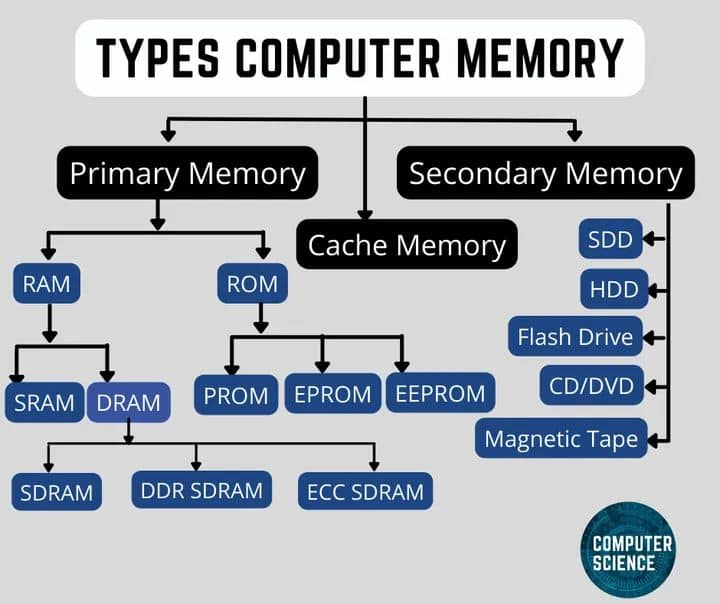 TYPES COMPUTER MEMORY
Primary Memory
Secondary Memory
Cache Memory
SDD
RAM
ROM
HDD
Flash Drive
SRAM
DRAM
PROM
EPROM
EEPROM
CD/DVD
Magnetic Tape
SDRAM
DDR SDRAM
ECC SDRAM
COMPUTER
SCIENCE